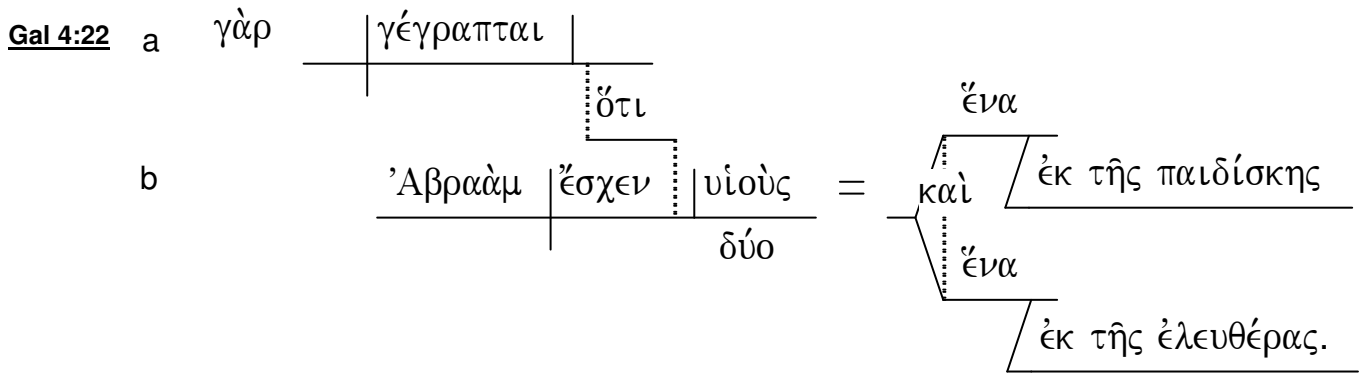 Gal 4:22 a γὰρ γέγραπται
ὅτι
b Ἀβραὰμ ἔσχεν υἱοὺς =
δύο
ἕνα
ἐκ τῆς παιδίσκης
καὶ
ἕνα
ἐκ τῆς ἐλευθέρας.